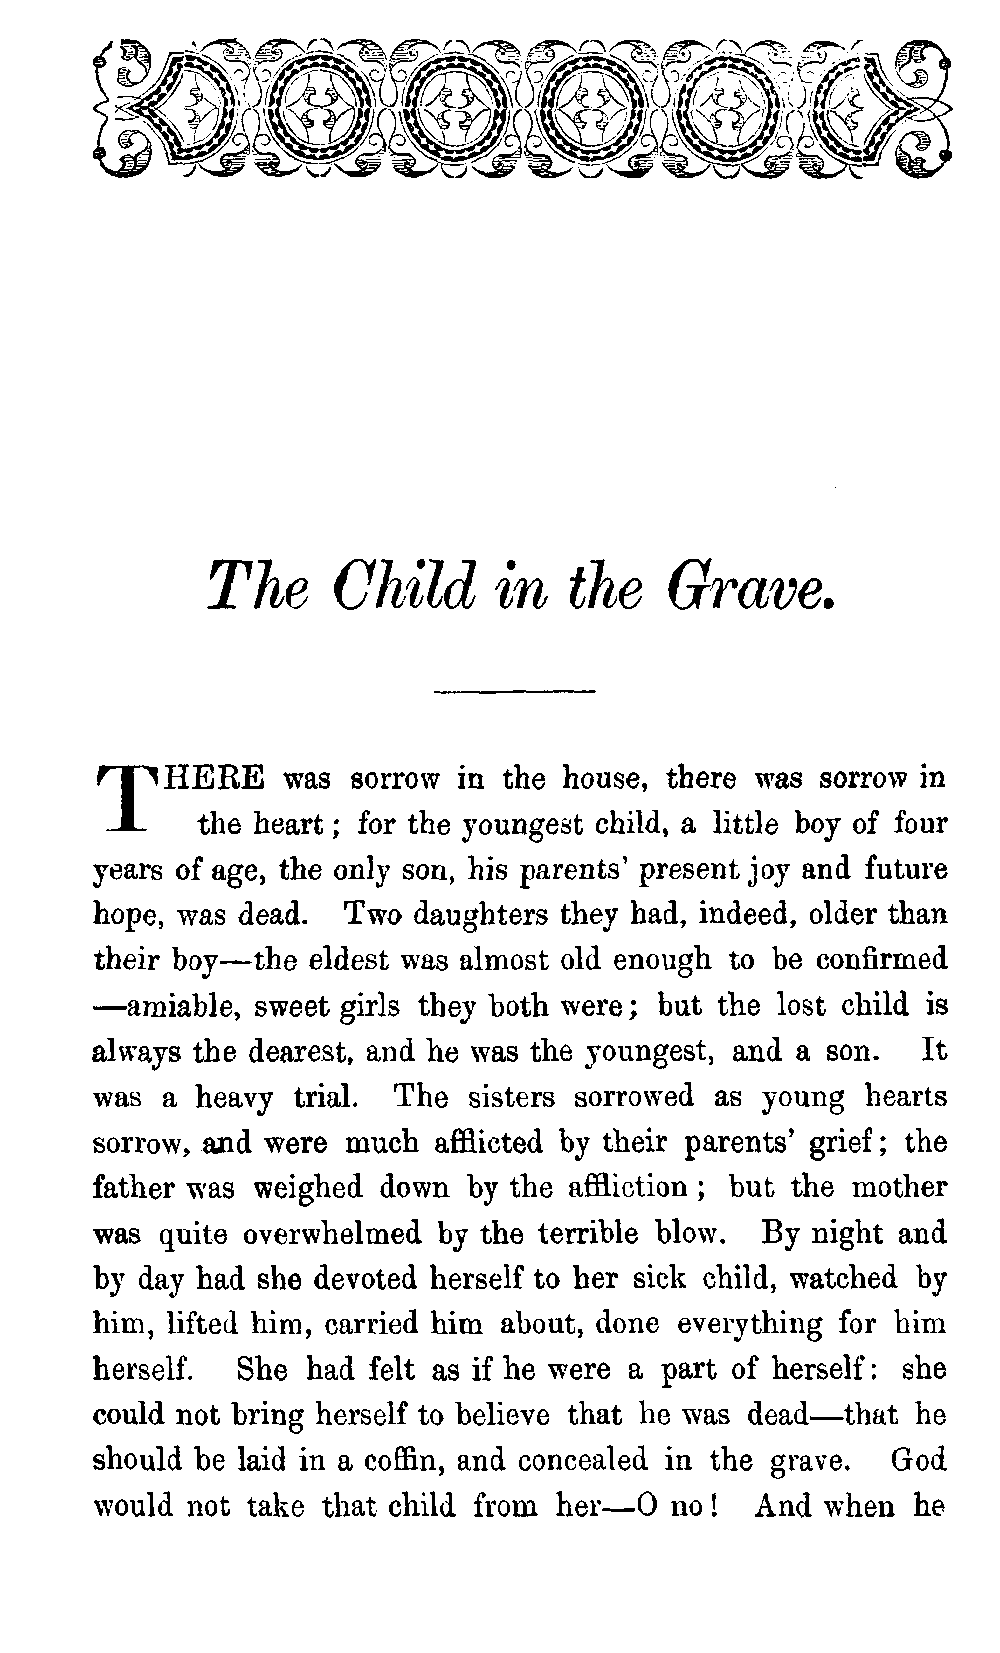 The Child in the Grave.
THERE was sorrow in the house, there was sorrow in
the heart; for the youngest child, a little boy of four
years of age, the only son, his parents' present joy and future
hope, was dead. Two daughters they had, indeed, older than
their boy—the eldest was almost old enough to be confirmed
—amiable, sweet girls they both were; but the lost child is
always the dearest, and he was the youngest, and a son. It
was a heavy trial. The sisters sorrowed as young hearts
sorrow, and were much afflicted by their parents' grief; the
father was weighed down by the affliction; but the mother
was quite overwhelmed by the terrible blow. By night and
by day had she devoted herself to her sick child, watched by
him, lifted him, carried him about, done everything for him
herself. She had felt as if he were a part of herself: she
could not bring herself to believe that he was dead—that he
should be laid in a coffin, and concealed in the grave. God
would not take that child from her—O no! And when he